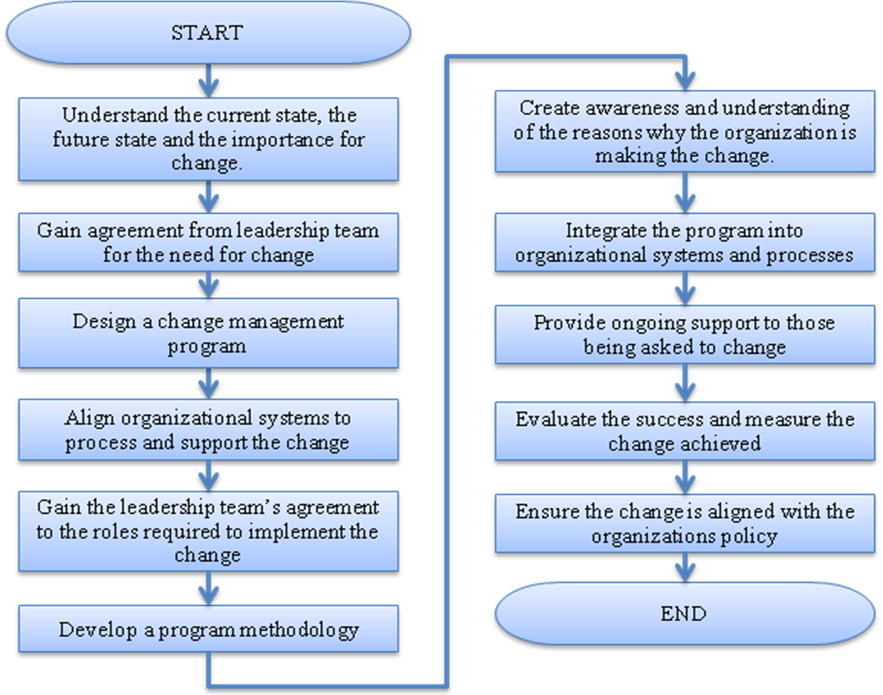 START
Understand the current state, the
future state and the importance for
change.
Gain agreement from leadership team
for the need for change
Design a change management
program
Align organizational systems to
process and support the change
Gain the leadership team's agreement
to the roles required to implement the
change
Develop a program methodology
Create awareness and understanding
of the reasons why the organization is
making the change.
Integrate the program into
organizational systems and processes
Provide ongoing support to those
being asked to change
Evaluate the success and measure the
change achieved
Ensure the change is aligned with the
organizations policy
END